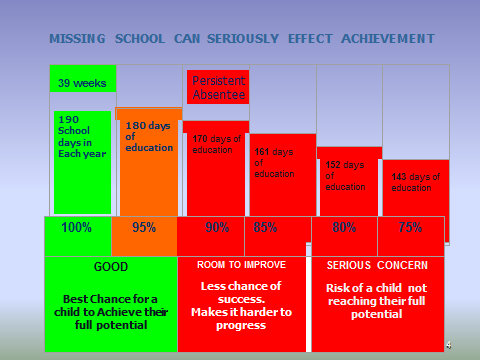 MISSING SCHOOL CAN SERIOUSLY EFFECT ACHIEVEMENT
39 weeks
Persistent
Absentee
190
School
days in
Each year
180 days
of
education
170 days of
education
161 days
of
education
152 days
of
education
143 days of
education
100%
95%
90%
85%
80%
75%
GOOD
Best Chance for a
child to Achieve their
full potential
ROOM TO IMPROVE
Less chance of
success.
Makes it harder to
progress
SERIOUS CONCERN
Risk of a child not
reaching their full
potential
4